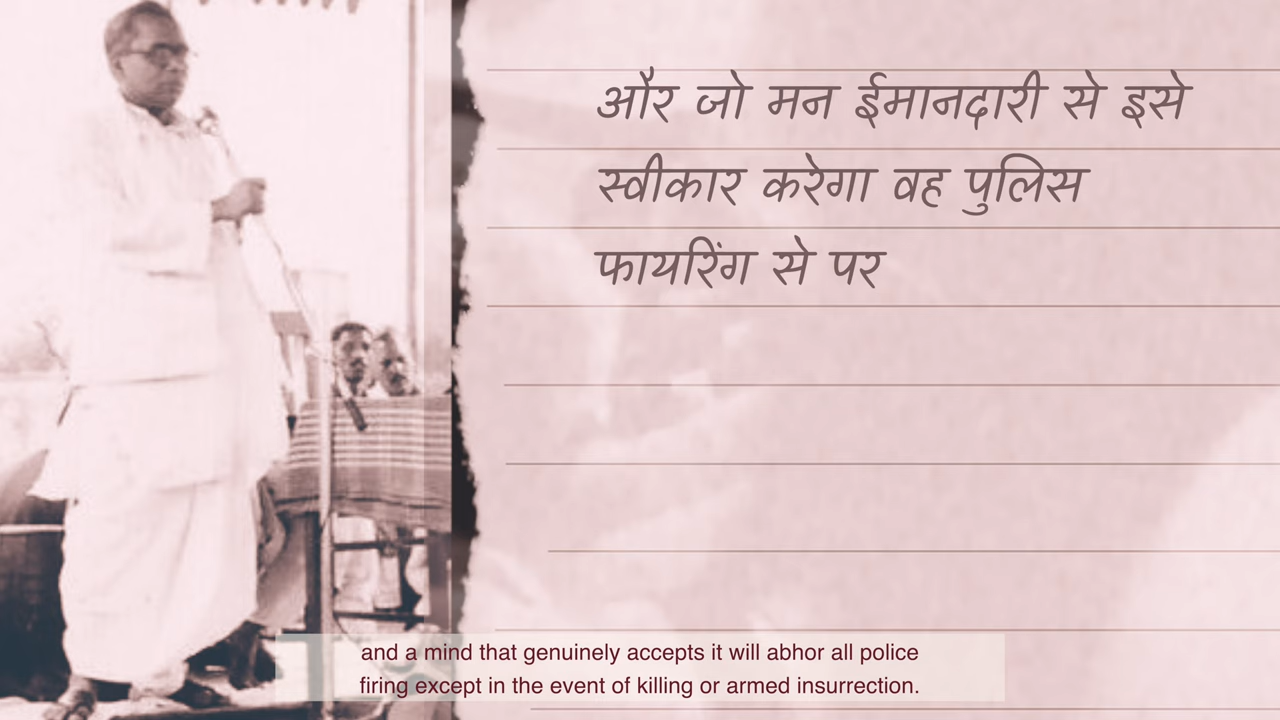 और जो मन ईमानदारी से इसे
स्वीकार करेगा वह पुलिस
फायरिंग से पर
and a mind that genuinely accepts it will abhor all police
firing except in the event of killing or armed insurrection.